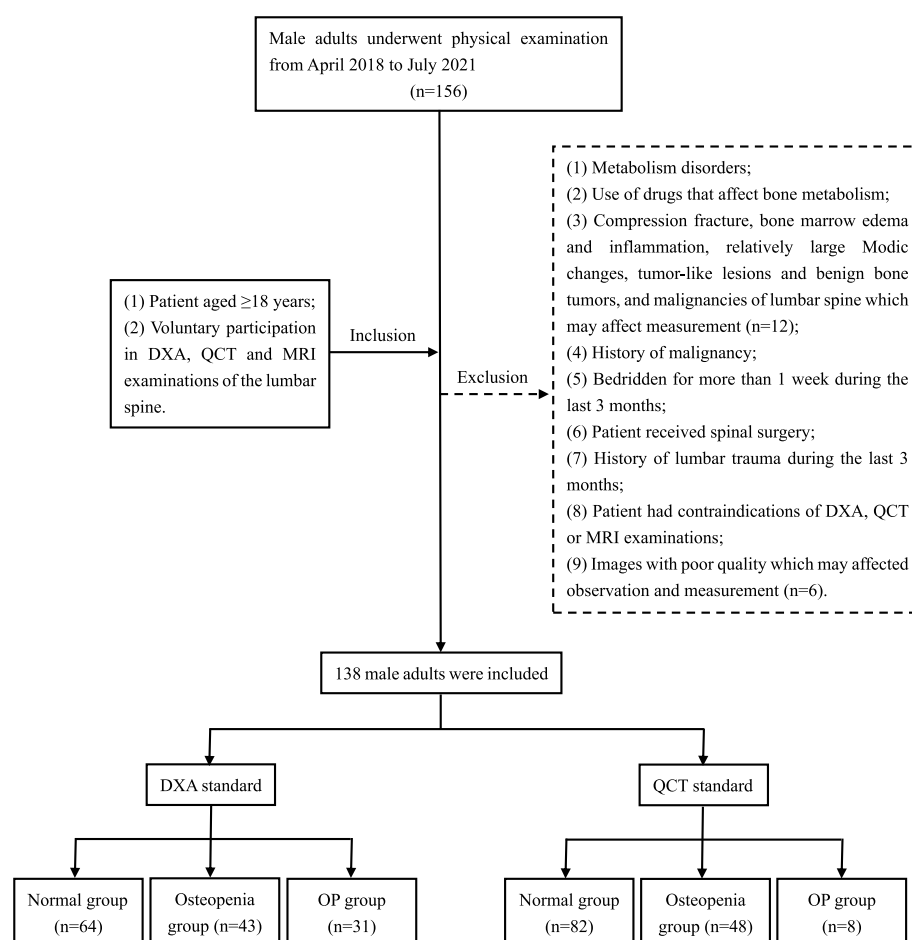 Male adults underwent physical examination
from April 2018 to July 2021
(n=156)
(1) Metabolism disorders;
(2) Use of drugs that affect bone metabolism;
(3) Compression fracture, bone marrow edema
and inflammation, relatively large Modic
changes, tumor-like lesions and benign bone
tumors, and malignancies of lumbar spine which
may affect measurement (n=12);
(4) History of malignancy;
(5) Bedridden for more than 1 week during the
last 3 months;
(6) Patient received spinal surgery;
(7) History of lumbar trauma during the last 3
months;
(8) Patient had contraindications of DXA, QCT
or MRI examinations;
(9) Images with poor quality which may affected
observation and measurement (n=6).
(1) Patient aged ≥18 years;
(2) Voluntary participation
in DXA, QCT and MRI
examinations of the lumbar
spine.
Inclusion
Exclusion
138 male adults were included
DXA standard
QCT standard
Normal group
(n=64)
Osteopenia
group (n=43)
OP group
(n=31)
Normal group
(n=82)
Osteopenia
group (n=48)
OP group
(n=8)